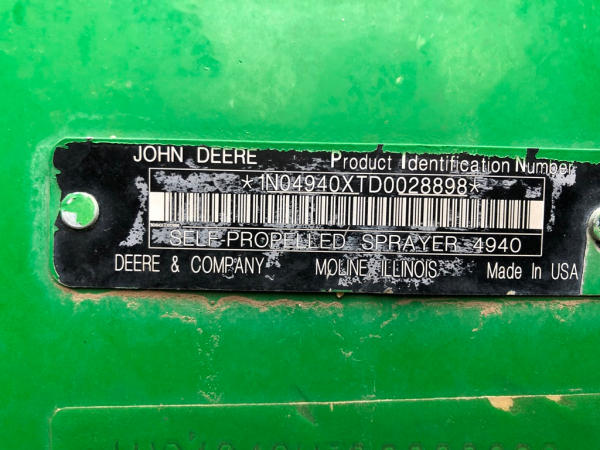 JOHN DEERE Product Identification Number
*1N04940XTD0028898*
SELF-PROPELLED SPRAYER 4940
DEERE & COMPANY MOLINE, ILLINOIS Made In USA